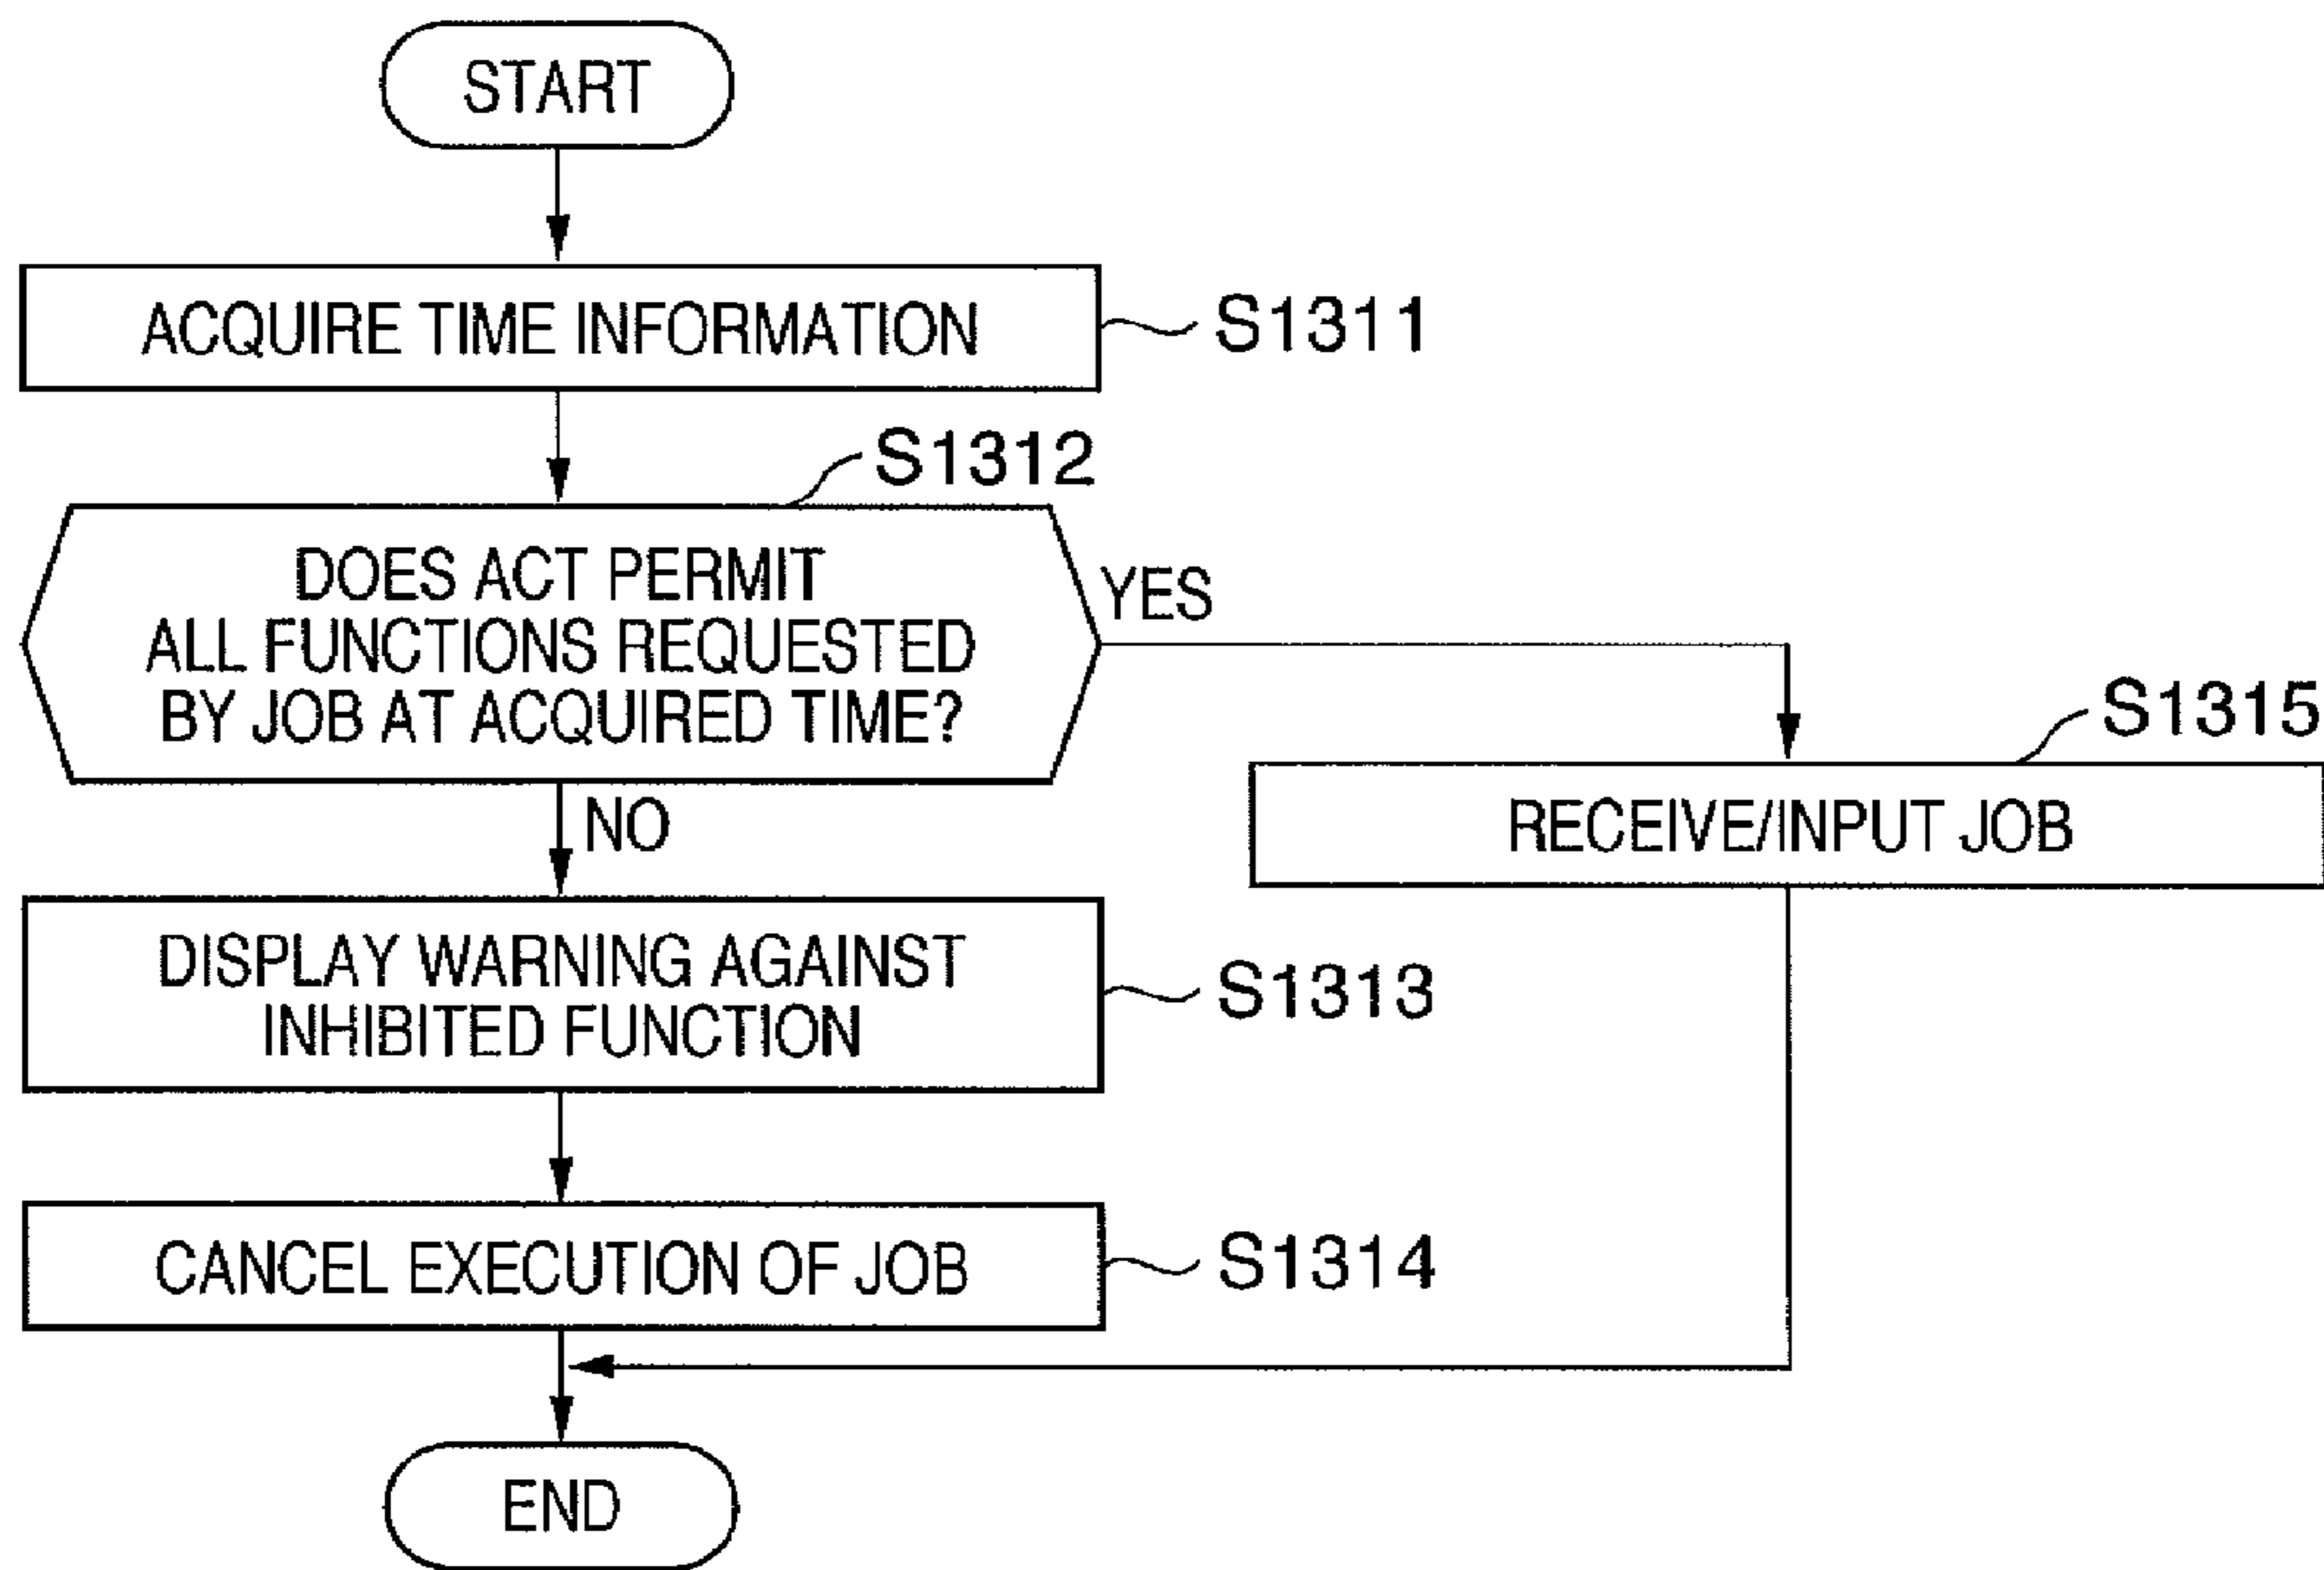 START
ACQUIRE TIME INFORMATION
S1311
S1312
DOES ACT PERMIT
ALL FUNCTIONS REQUESTED
BY JOB AT ACQUIRED TIME?
YES
NO
S1315
RECEIVE/INPUT JOB
DISPLAY WARNING AGAINST
INHIBITED FUNCTION
S1313
CANCEL EXECUTION OF JOB
S1314
END